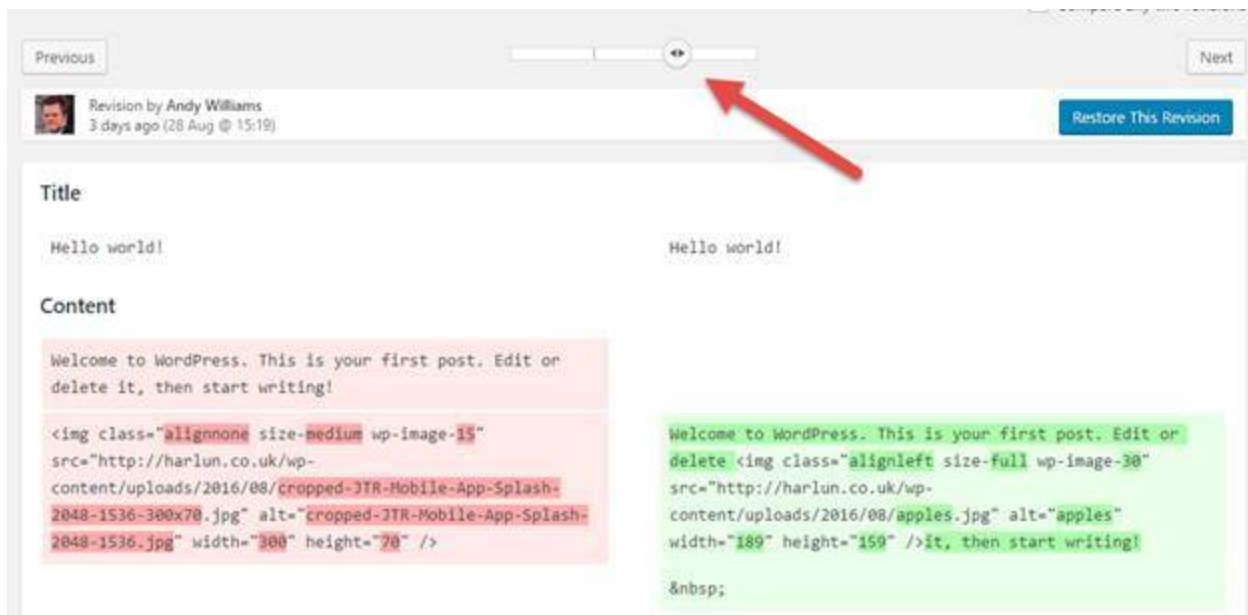 Compare any two revisions
Previous
Next
Revision by Andy Williams
3 days ago (28 Aug @ 15:19)
Restore This Revision
Title
Hello world!
Hello world!
Content
Welcome to WordPress. This is your first post. Edit or
delete it, then start writing!
<img class="alignnone size-medium wp-image-15"
src="http://harlun.co.uk/wp-
content/uploads/2016/08/cropped-JTR-Mobile-App-Splash-
2048-1536-300x70.jpg" alt="cropped-JTR-Mobile-App-Splash-
2048-1536.jpg" width="300" height="70" />
Welcome to WordPress. This is your first post. Edit or
delete <img class="alignleft size-full wp-image-30"
src="http://harlun.co.uk/wp-
content/uploads/2016/08/apples.jpg" alt="apples"
width="189" height="159" />it, then start writing!
&nbsp;